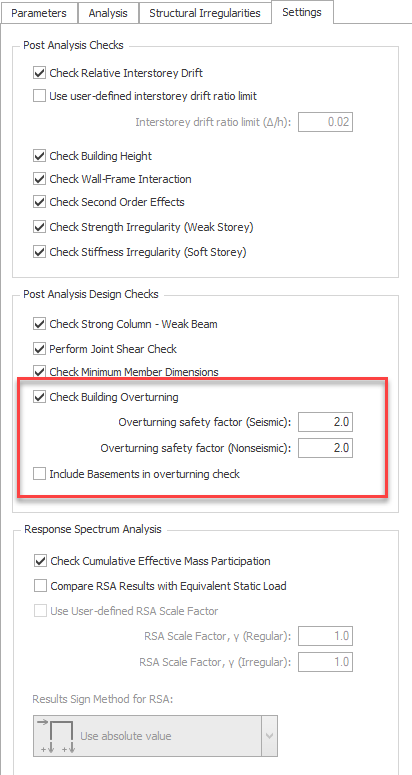 Parameters Analysis Structural Irregularities Settings
Post Analysis Checks
Check Relative Interstorey Drift
Use user-defined interstorey drift ratio limit
Interstorey drift ratio limit (Δ/h): 0.02
Check Building Height
Check Wall-Frame Interaction
Check Second Order Effects
Check Strength Irregularity (Weak Storey)
Check Stiffness Irregularity (Soft Storey)
Post Analysis Design Checks
Check Strong Column - Weak Beam
Perform Joint Shear Check
Check Minimum Member Dimensions
Check Building Overturning
Overturning safety factor (Seismic): 2.0
Overturning safety factor (Nonseismic): 2.0
Include Basements in overturning check
Response Spectrum Analysis
Check Cumulative Effective Mass Participation
Compare RSA Results with Equivalent Static Load
Use User-defined RSA Scale Factor
RSA Scale Factor, γ (Regular): 1.0
RSA Scale Factor, γ (Irregular): 1.0
Results Sign Method for RSA:
Use absolute value